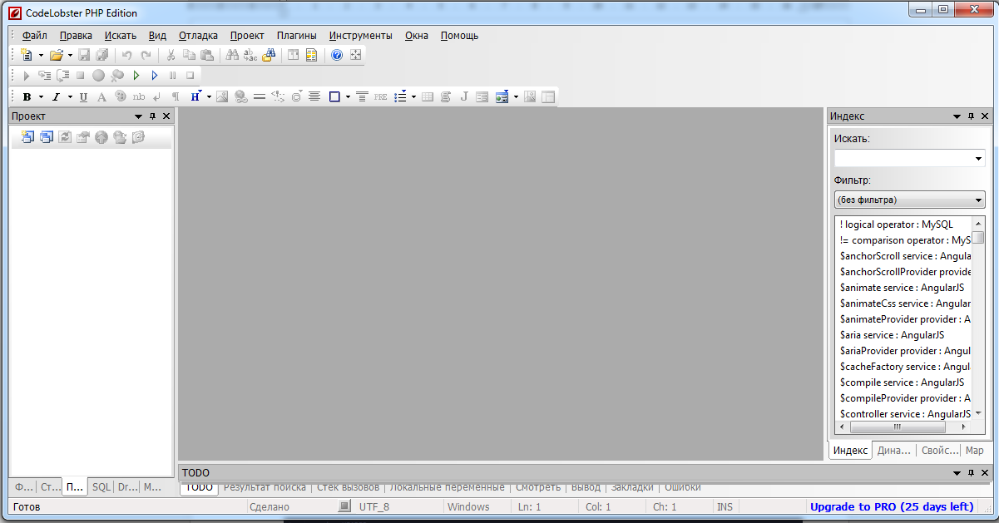 CodeLobster PHP Edition
Файл Правка Искать Вид Отладка Проект Плагины Инструменты Окна Помощь
B I U A nb ¶ H PRE J
Проект
Индекс
Искать:
Фильтр:
(без фильтра)
! logical operator : MySQL
!= comparison operator : MyS
$anchorScroll service : Angula
$anchorScrollProvider provide
$animate service : AngularJS
$animateCss service : Angular
$animateProvider provider : A
$aria service : AngularJS
$ariaProvider provider : Angul
$cacheFactory service : Angul
$compile service : AngularJS
$compileProvider provider : A
$controller service : AngularJS
Индекс Дина... Свойс... Map
Ф... Ст... П... SQL Dr... М...
TODO
TODO Результат поиска Стек вызовов Локальные переменные Смотреть Вывод Закладки Ошибки
Готов Сделано UTF_8 Windows Ln: 1 Col: 1 Ch: 1 INS Upgrade to PRO (25 days left)